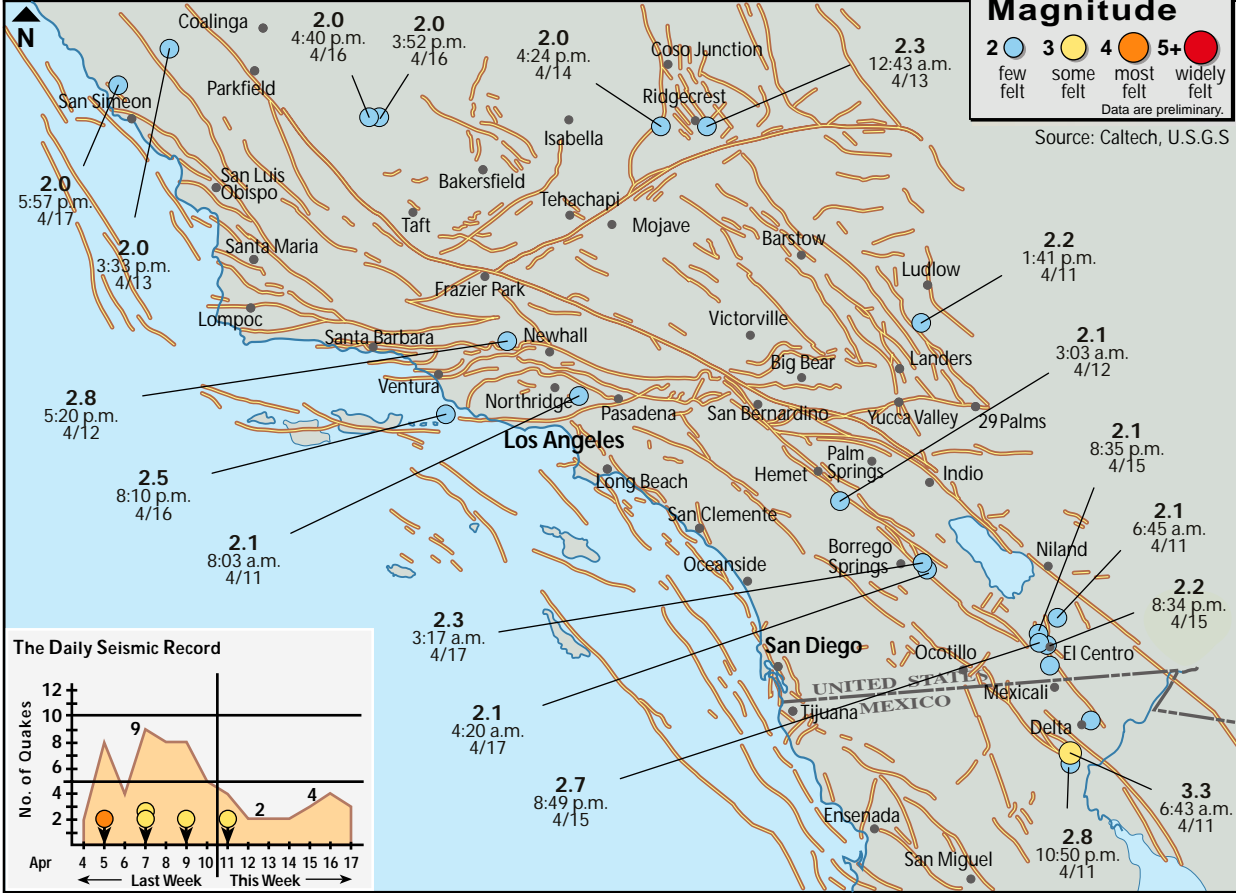 N
Magnitude
2 3 4 5+
few felt
some felt
most felt
widely felt
Data are preliminary.
Source: Caltech, U.S.G.S
Coalinga
2.0
4:40 p.m.
4/16
2.0
3:52 p.m.
4/16
2.0
4:24 p.m.
4/14
Coso Junction
2.3
12:43 a.m.
4/13
Parkfield
San Simeon
Ridgecrest
Isabella
2.0
5:57 p.m.
4/17
San Luis
Obispo
Bakersfield
Tehachapi
Taft
Mojave
2.0
3:33 p.m.
4/13
Santa Maria
Barstow
2.2
1:41 p.m.
4/11
Ludlow
Frazier Park
Lompoc
Victorville
Santa Barbara
Newhall
2.1
3:03 a.m.
4/12
Landers
Big Bear
Ventura
2.8
5:20 p.m.
4/12
Northridge
Pasadena
San Bernardino
Yucca Valley
29 Palms
Los Angeles
2.1
8:35 p.m.
4/15
Palm
Springs
Hemet
Indio
Long Beach
2.5
8:10 p.m.
4/16
San Clemente
2.1
6:45 a.m.
4/11
2.1
8:03 a.m.
4/11
Borrego
Springs
Niland
Oceanside
2.2
8:34 p.m.
4/15
2.3
3:17 a.m.
4/17
San Diego
Ocotillo
El Centro
UNITED STATES
MEXICO
Mexicali
Tijuana
Delta
2.1
4:20 a.m.
4/17
2.7
8:49 p.m.
4/15
3.3
6:43 a.m.
4/11
Ensenada
2.8
10:50 p.m.
4/11
San Miguel
The Daily Seismic Record
No. of Quakes
12
10
8
6
4
2
9
2
4
Apr 4 5 6 7 8 9 10 11 12 13 14 15 16 17
Last Week This Week